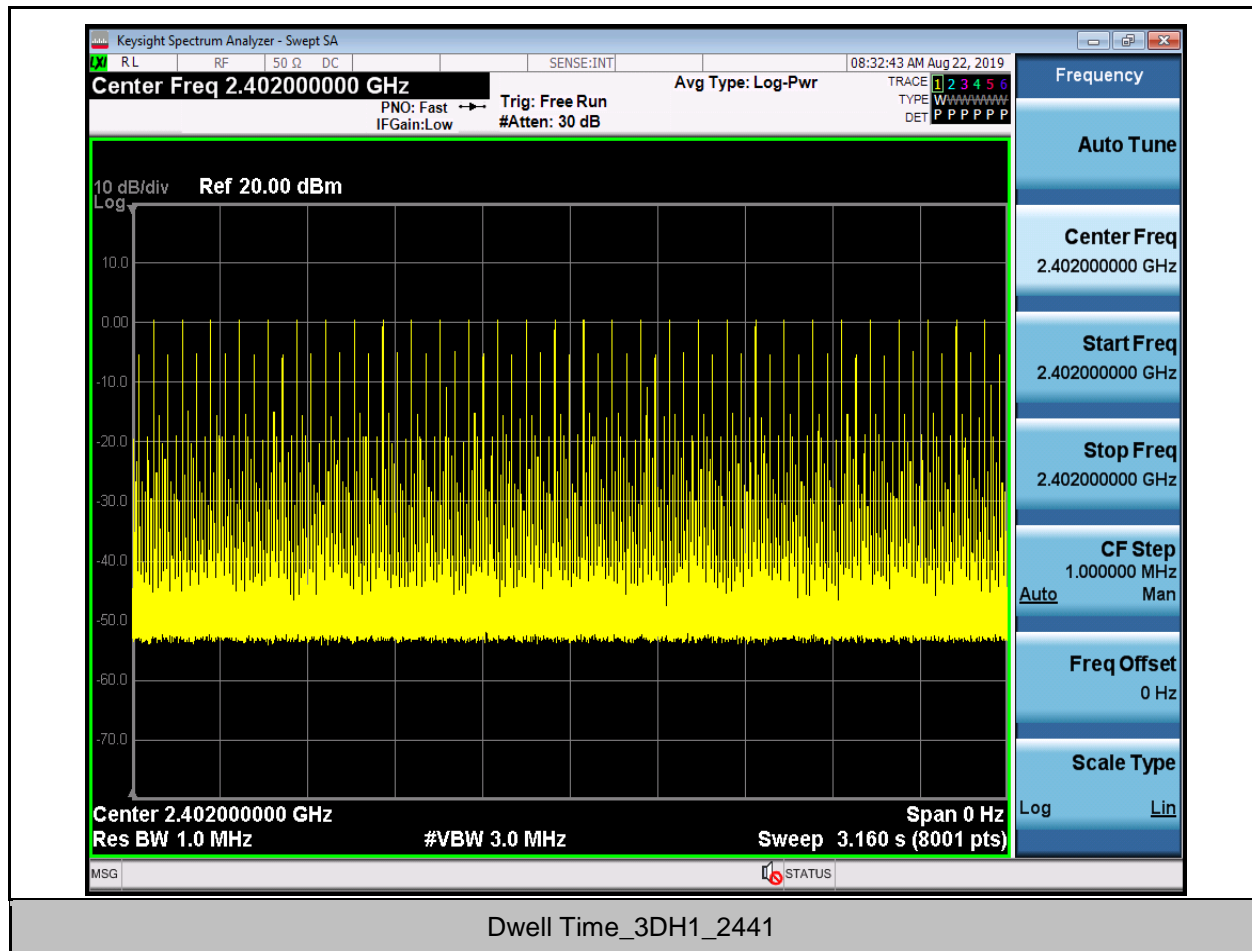 Keysight Spectrum Analyzer - Swept SA
LXI RL RF 50 Ω DC SENSE:INT 08:32:43 AM Aug 22, 2019
Center Freq 2.402000000 GHz
PNO: Fast
IFGain:Low
Trig: Free Run
#Atten: 30 dB
Avg Type: Log-Pwr
TRACE 1 2 3 4 5 6
TYPE WWWWWW
DET P P P P P P
10 dB/div Ref 20.00 dBm
Log
10.0
0.00
-10.0
-20.0
-30.0
-40.0
-50.0
-60.0
-70.0
Center 2.402000000 GHz Span 0 Hz
Res BW 1.0 MHz #VBW 3.0 MHz Sweep 3.160 s (8001 pts)
MSG STATUS
Frequency
Auto Tune
Center Freq
2.402000000 GHz
Start Freq
2.402000000 GHz
Stop Freq
2.402000000 GHz
CF Step
1.000000 MHz
Auto Man
Freq Offset
0 Hz
Scale Type
Log Lin
Dwell Time_3DH1_2441